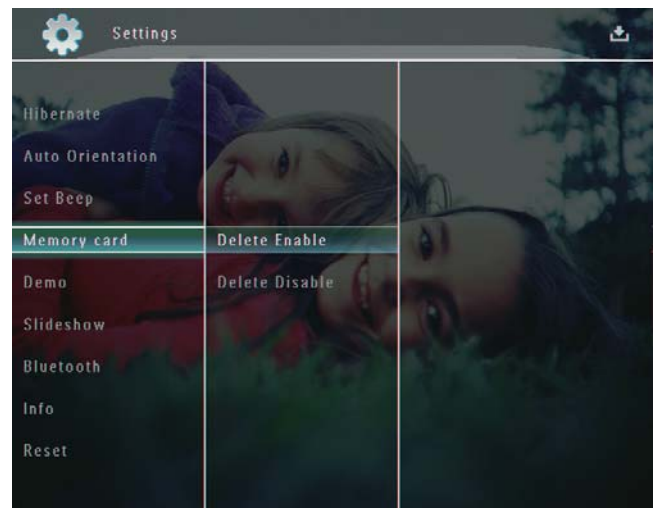 Settings
Hibernate
Auto Orientation
Set Beep
Memory card
Delete Enable
Demo
Delete Disable
Slideshow
Bluetooth
Info
Reset